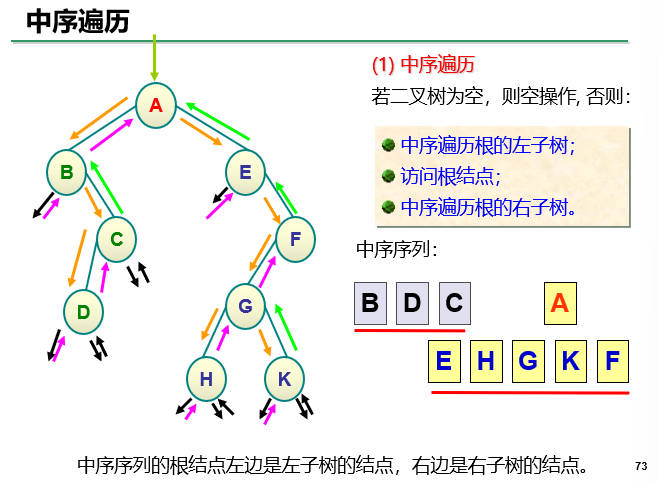 中序遍历
(1) 中序遍历
若二叉树为空，则空操作, 否则：
中序遍历根的左子树；
访问根结点；
中序遍历根的右子树。
中序序列：
B D C A
E H G K F
A
B E
C F
D G
H K
中序序列的根结点左边是左子树的结点，右边是右子树的结点。
73